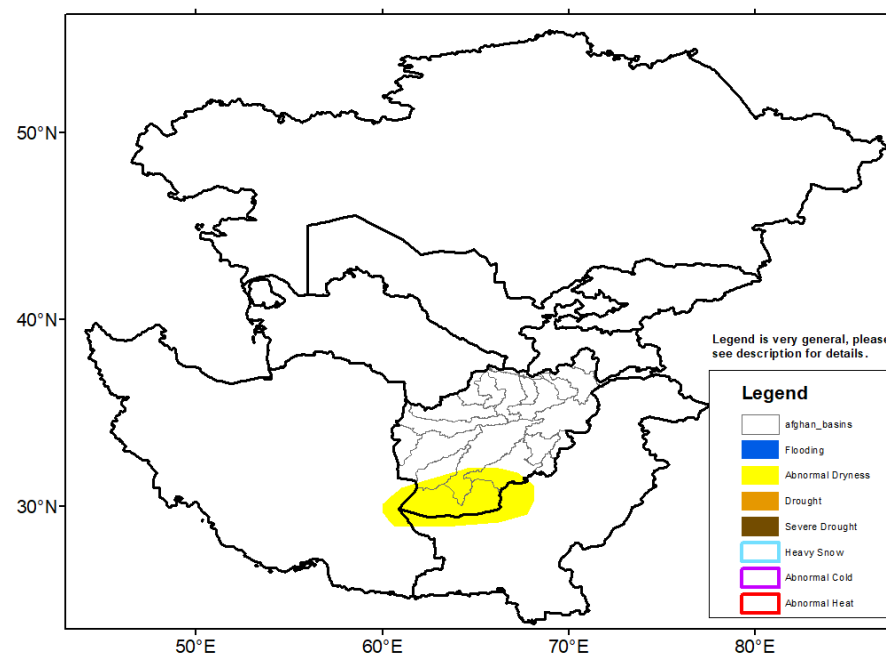 50°N
40°N
30°N
50°E
60°E
70°E
80°E
Legend is very general, please
see description for details.
Legend
afghan_basins
Flooding
Abnormal Dryness
Drought
Severe Drought
Heavy Snow
Abnormal Cold
Abnormal Heat